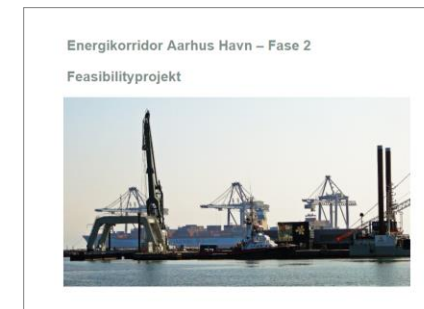 Energikorridor Aarhus Havn – Fase 2
Feasibilityprojekt